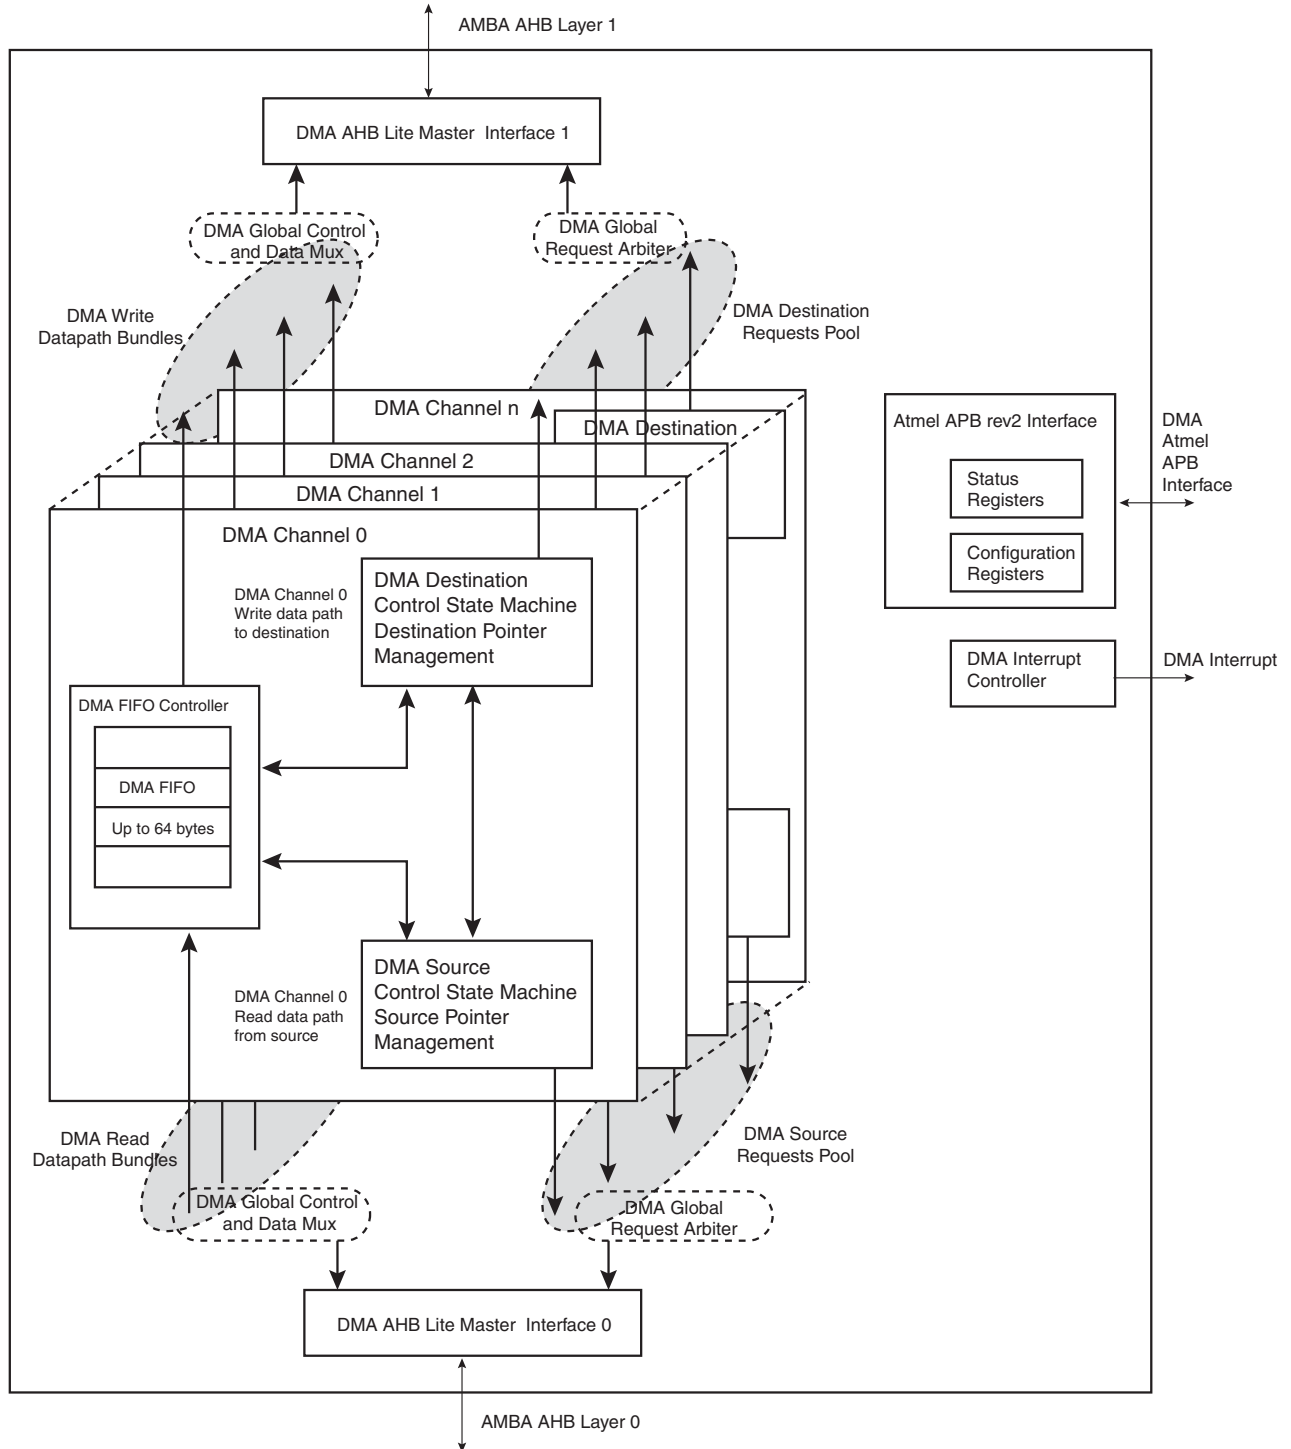 AMBA AHB Layer 1
DMA AHB Lite Master Interface 1
DMA Global Control
and Data Mux
DMA Global
Request Arbiter
DMA Write
Datapath Bundles
DMA Destination
Requests Pool
DMA Channel n
DMA Destination
DMA Channel 2
DMA Channel 1
DMA Channel 0
Atmel APB rev2 Interface
Status
Registers
Configuration
Registers
DMA
Atmel
APB
Interface
DMA Interrupt
Controller
DMA Interrupt
DMA Channel 0
Write data path
to destination
DMA Destination
Control State Machine
Destination Pointer
Management
DMA FIFO Controller
DMA FIFO
Up to 64 bytes
DMA Channel 0
Read data path
from source
DMA Source
Control State Machine
Source Pointer
Management
DMA Read
Datapath Bundles
DMA Source
Requests Pool
DMA Global Control
and Data Mux
DMA Global
Request Arbiter
DMA AHB Lite Master Interface 0
AMBA AHB Layer 0